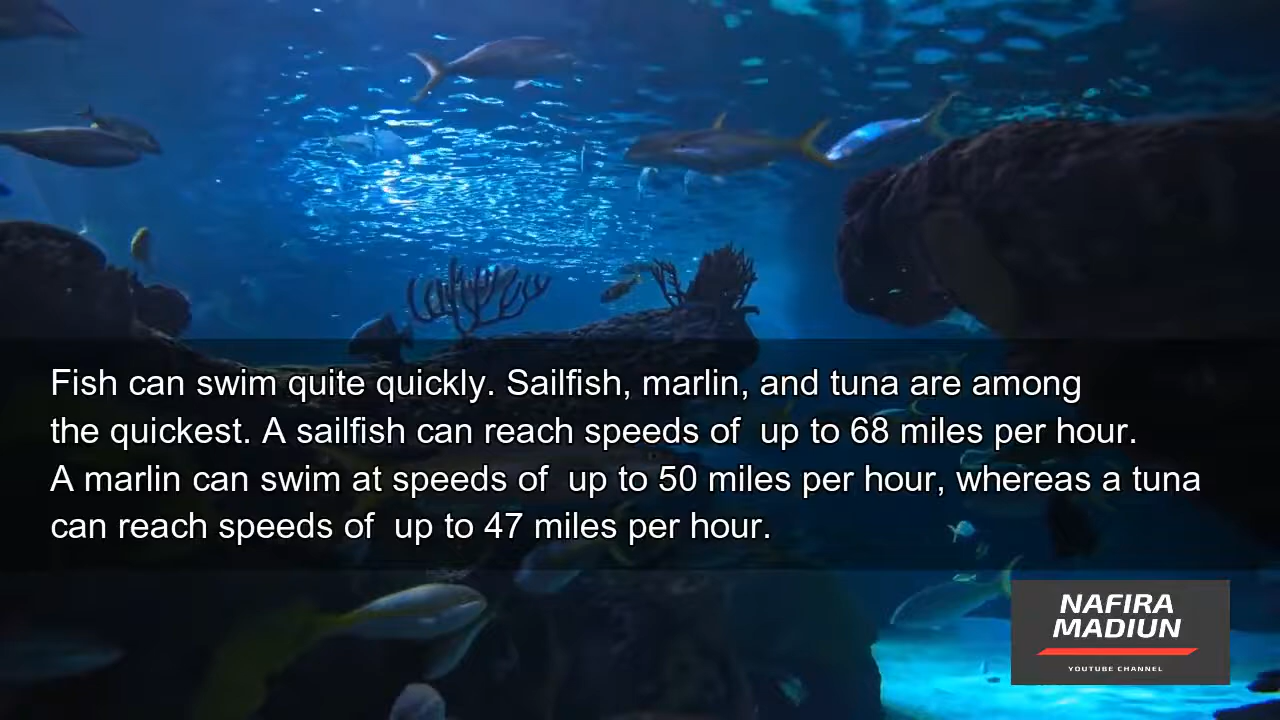 Fish can swim quite quickly. Sailfish, marlin, and tuna are among
the quickest. A sailfish can reach speeds of  up to 68 miles per hour.
A marlin can swim at speeds of  up to 50 miles per hour, whereas a tuna
can reach speeds of  up to 47 miles per hour.
NAFIRA
MADIUN
YOUTUBE CHANNEL